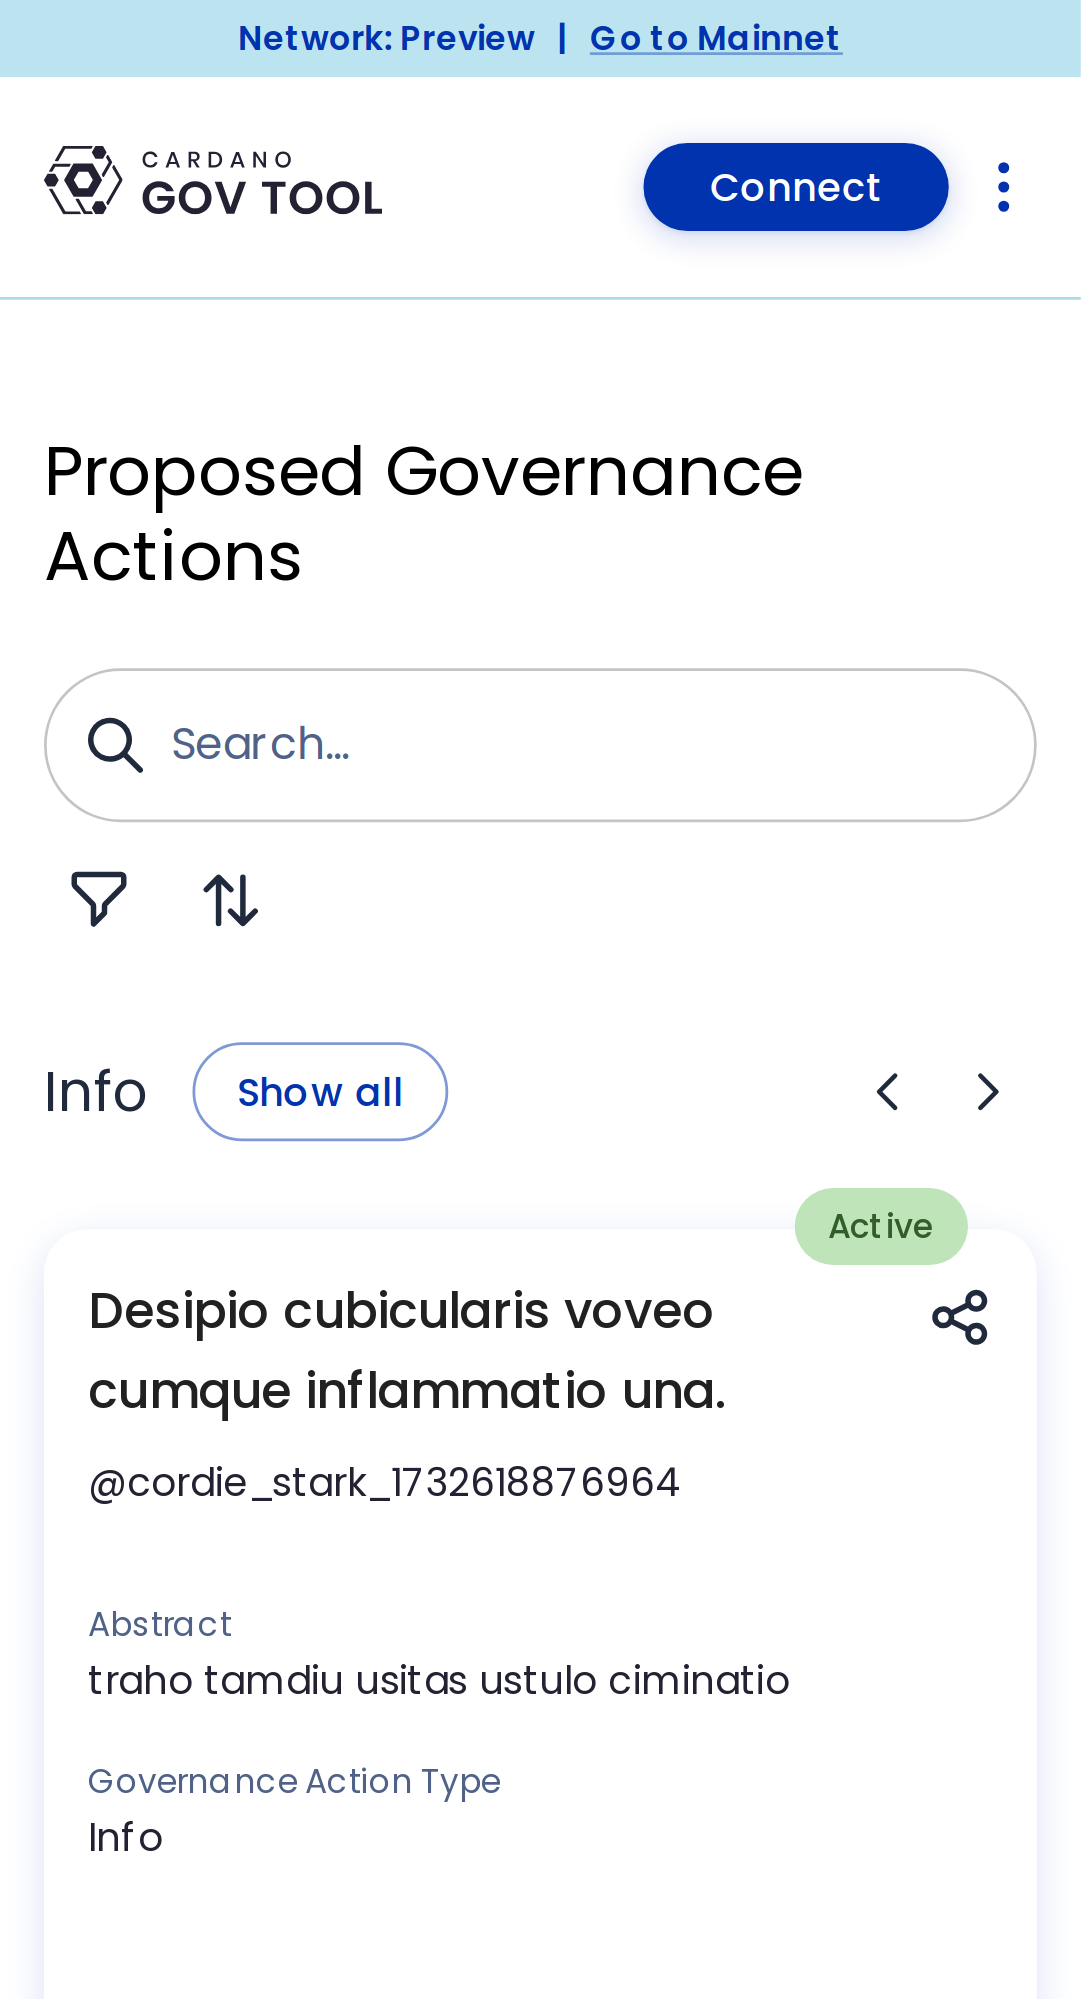 Network: Preview | Go to Mainnet
CARDANO
GOV TOOL
Connect
Proposed Governance
Actions
Search...
Info
Show all
Active
Desipio cubicularis voveo
cumque inflammatio una.
@cordie_stark_1732618876964
Abstract
traho tamdiu usitas ustulo ciminatio
Governance Action Type
Info